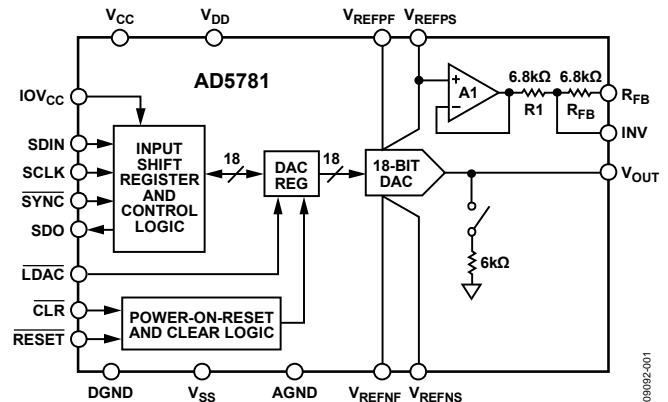 VCC
VDD
VREFPF
VREFPS
AD5781
IOVCC
SDIN
SCLK
SYNC
SDO
LDAC
CLR
RESET
INPUT
SHIFT
REGISTER
AND
CONTROL
LOGIC
18
DAC
REG
18
18-BIT
DAC
A1
+
–
6.8kΩ
R1
6.8kΩ
RFB
RFB
INV
VOUT
6kΩ
POWER-ON-RESET
AND CLEAR LOGIC
DGND
VSS
AGND
VREFNF
VREFNS
09092-001